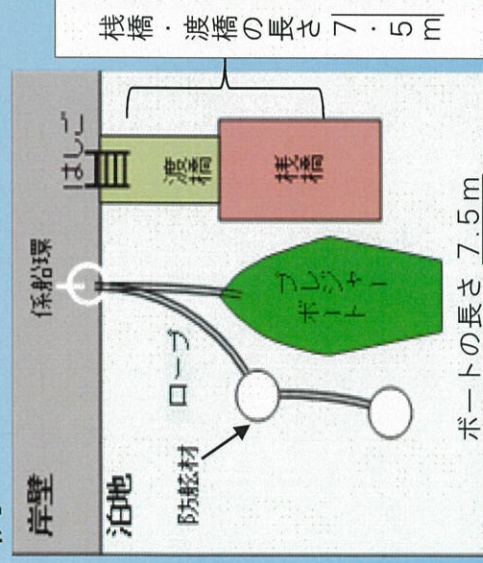 桟橋・渡橋の長さ 7.5m
岸壁
係船環
はしご
泊地
ロープ
渡橋
桟橋
プレジャー
ボート
防舷材
ボートの長さ 7.5m